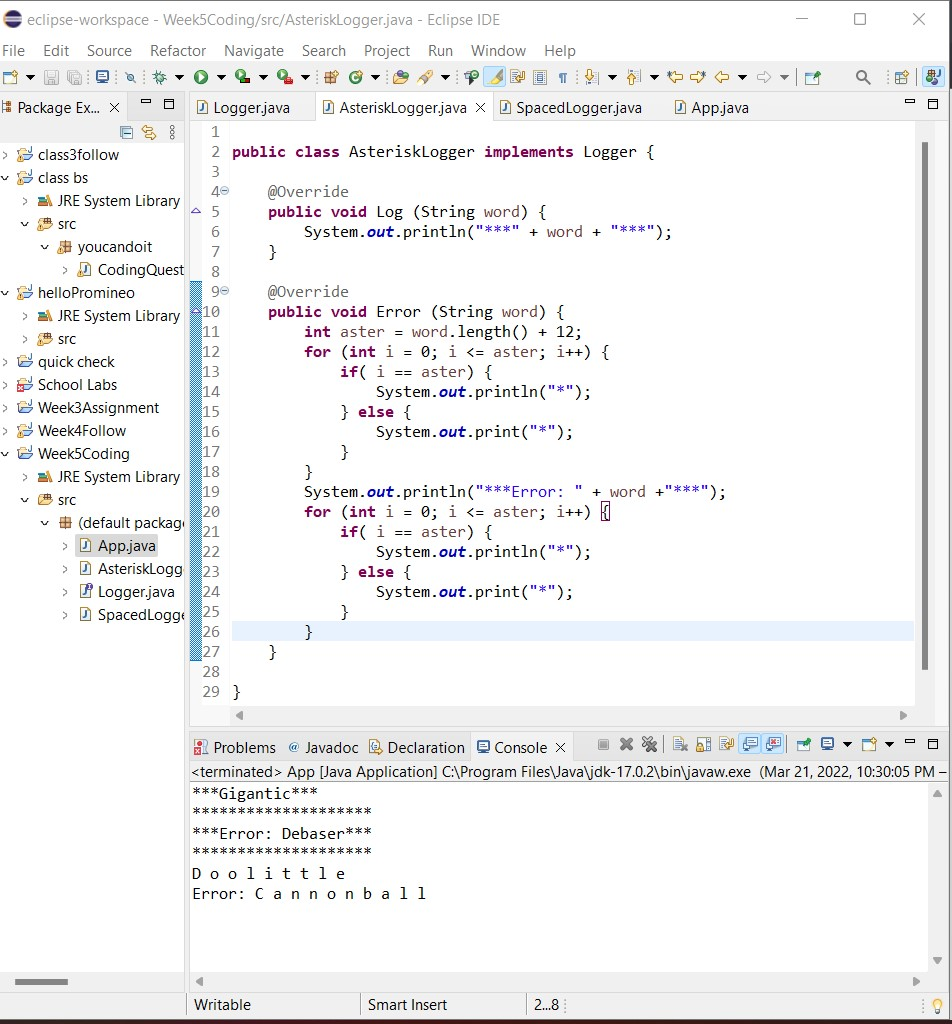 eclipse-workspace - Week5Coding/src/AsteriskLogger.java - Eclipse IDE
File Edit Source Refactor Navigate Search Project Run Window Help
Package Ex...
Logger.java AsteriskLogger.java SpacedLogger.java App.java
class3follow
class bs
JRE System Library
src
youcandoit
CodingQuest
helloPromineo
JRE System Library
src
quick check
School Labs
Week3Assignment
Week4Follow
Week5Coding
JRE System Library
src
(default package
App.java
AsteriskLogg
Logger.java
SpacedLogge
1
2 public class AsteriskLogger implements Logger {
3
4 @Override
5 public void Log (String word) {
6 System.out.println("***" + word + "***");
7 }
8
9 @Override
10 public void Error (String word) {
11 int aster = word.length() + 12;
12 for (int i = 0; i <= aster; i++) {
13 if( i == aster) {
14 System.out.println("*");
15 } else {
16 System.out.print("*");
17 }
18 }
19 System.out.println("***Error: " + word +"***");
20 for (int i = 0; i <= aster; i++) {
21 if( i == aster) {
22 System.out.println("*");
23 } else {
24 System.out.print("*");
25 }
26 }
27 }
28
29 }
Problems @ Javadoc Declaration Console
<terminated> App [Java Application] C:\Program Files\Java\jdk-17.0.2\bin\javaw.exe (Mar 21, 2022, 10:30:05 PM –
***Gigantic***
********************
***Error: Debaser***
********************
D o o l i t t l e
Error: C a n n o n b a l l
Writable Smart Insert 2...8